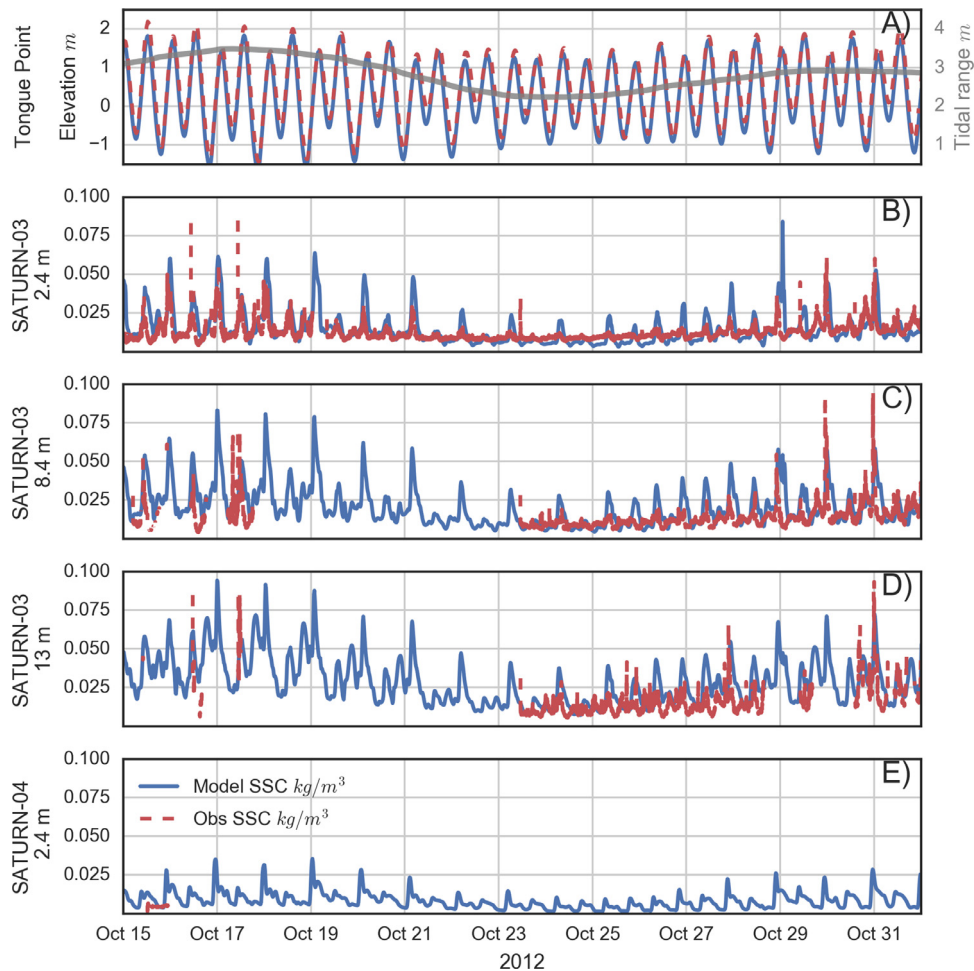 A)
Tongue Point
Elevation m
2
1
0
−1
4
3
2
1
Tidal range m
B)
SATURN-03
2.4 m
0.100
0.075
0.050
0.025
C)
SATURN-03
8.4 m
0.100
0.075
0.050
0.025
D)
SATURN-03
13 m
0.100
0.075
0.050
0.025
E)
SATURN-04
2.4 m
0.100
0.075
0.050
0.025
Model SSC kg/m³
Obs SSC kg/m³
Oct 15 Oct 17 Oct 19 Oct 21 Oct 23 Oct 25 Oct 27 Oct 29 Oct 31
2012